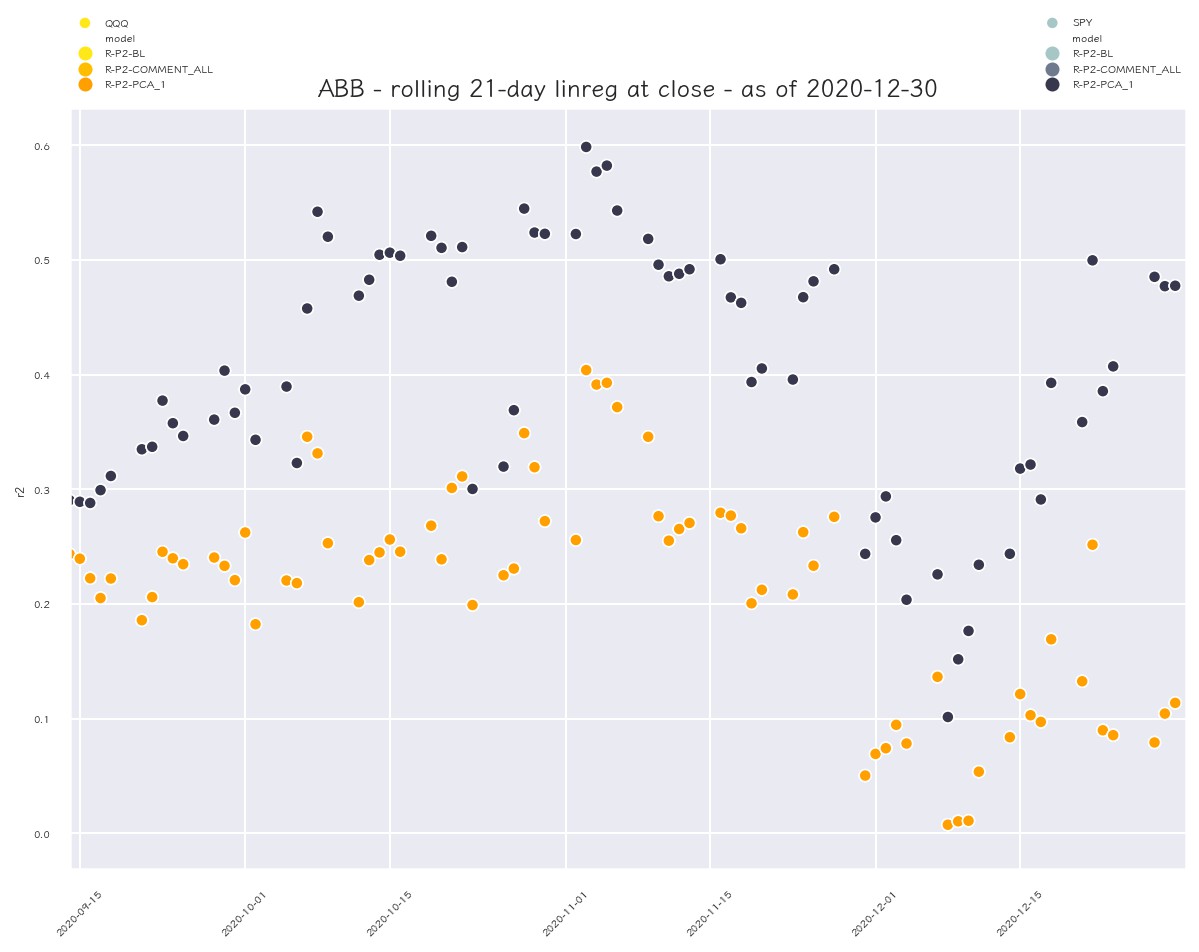 QQQ
model
R-P2-BL
R-P2-COMMENT_ALL
R-P2-PCA_1
SPY
model
R-P2-BL
R-P2-COMMENT_ALL
R-P2-PCA_1
ABB - rolling 21-day linreg at close - as of 2020-12-30
0.6
0.5
0.4
0.3
0.2
0.1
0.0
r2
2020-09-15
2020-10-01
2020-10-15
2020-11-01
2020-11-15
2020-12-01
2020-12-15